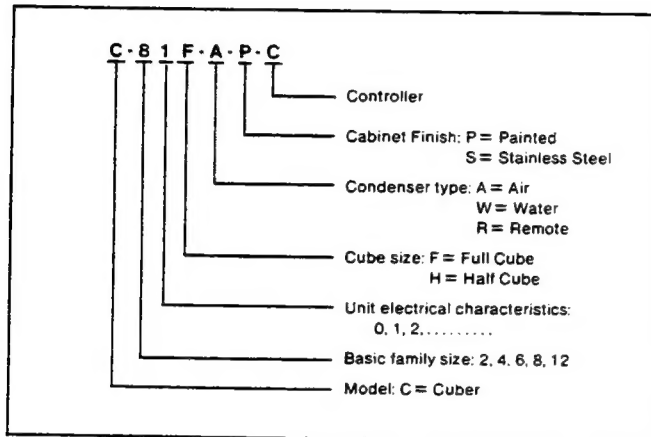 C - 8 1 F - A - P - C
Controller
Cabinet Finish: P = Painted
S = Stainless Steel
Condenser type: A = Air
W = Water
R = Remote
Cube size: F = Full Cube
H = Half Cube
Unit electrical characteristics:
0, 1, 2,.........
Basic family size: 2, 4, 6, 8, 12
Model: C = Cuber